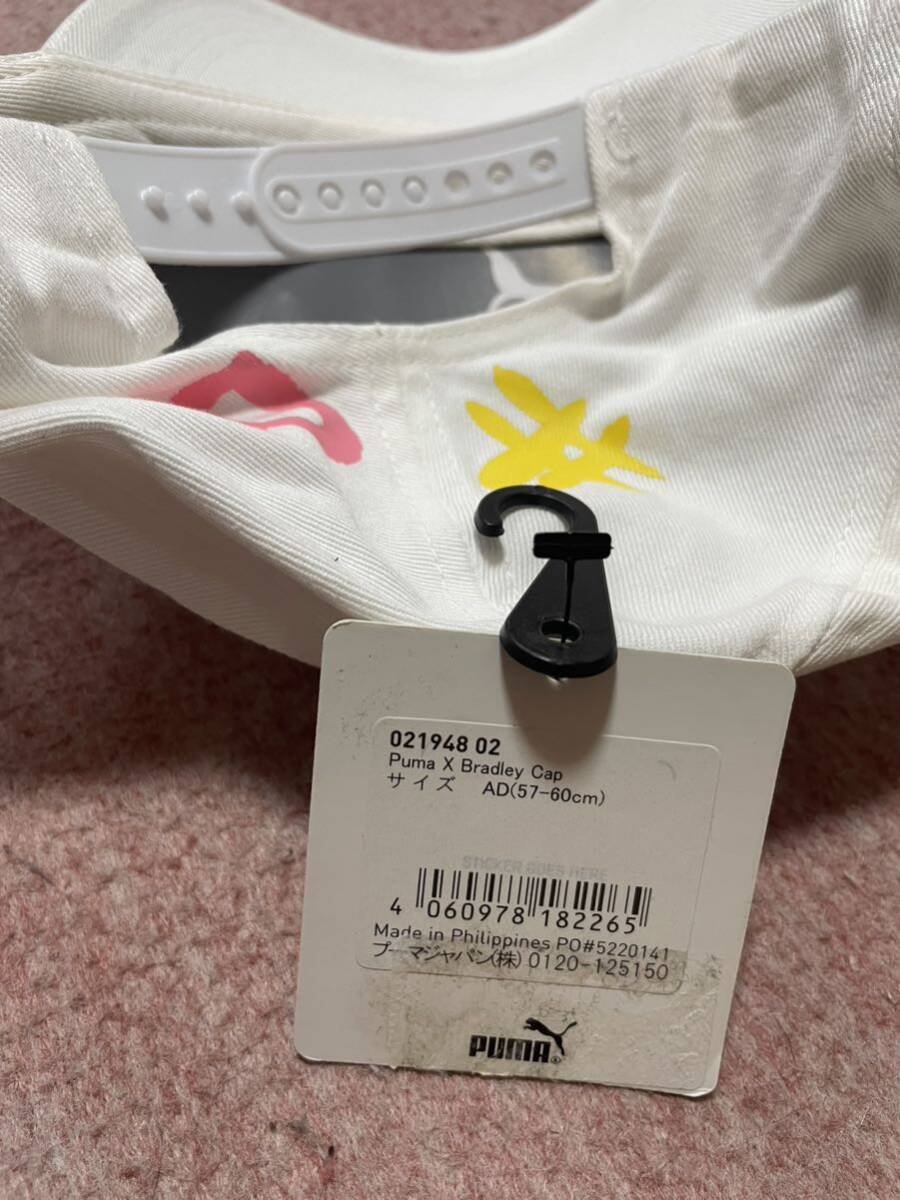 021948 02
Puma X Bradley Cap
サイズ AD(57-60cm)
STICKER GOES HERE
4 060978 182265
Made in Philippines PO#5220141
プーマジャパン(株) 0120-125150
PUMA